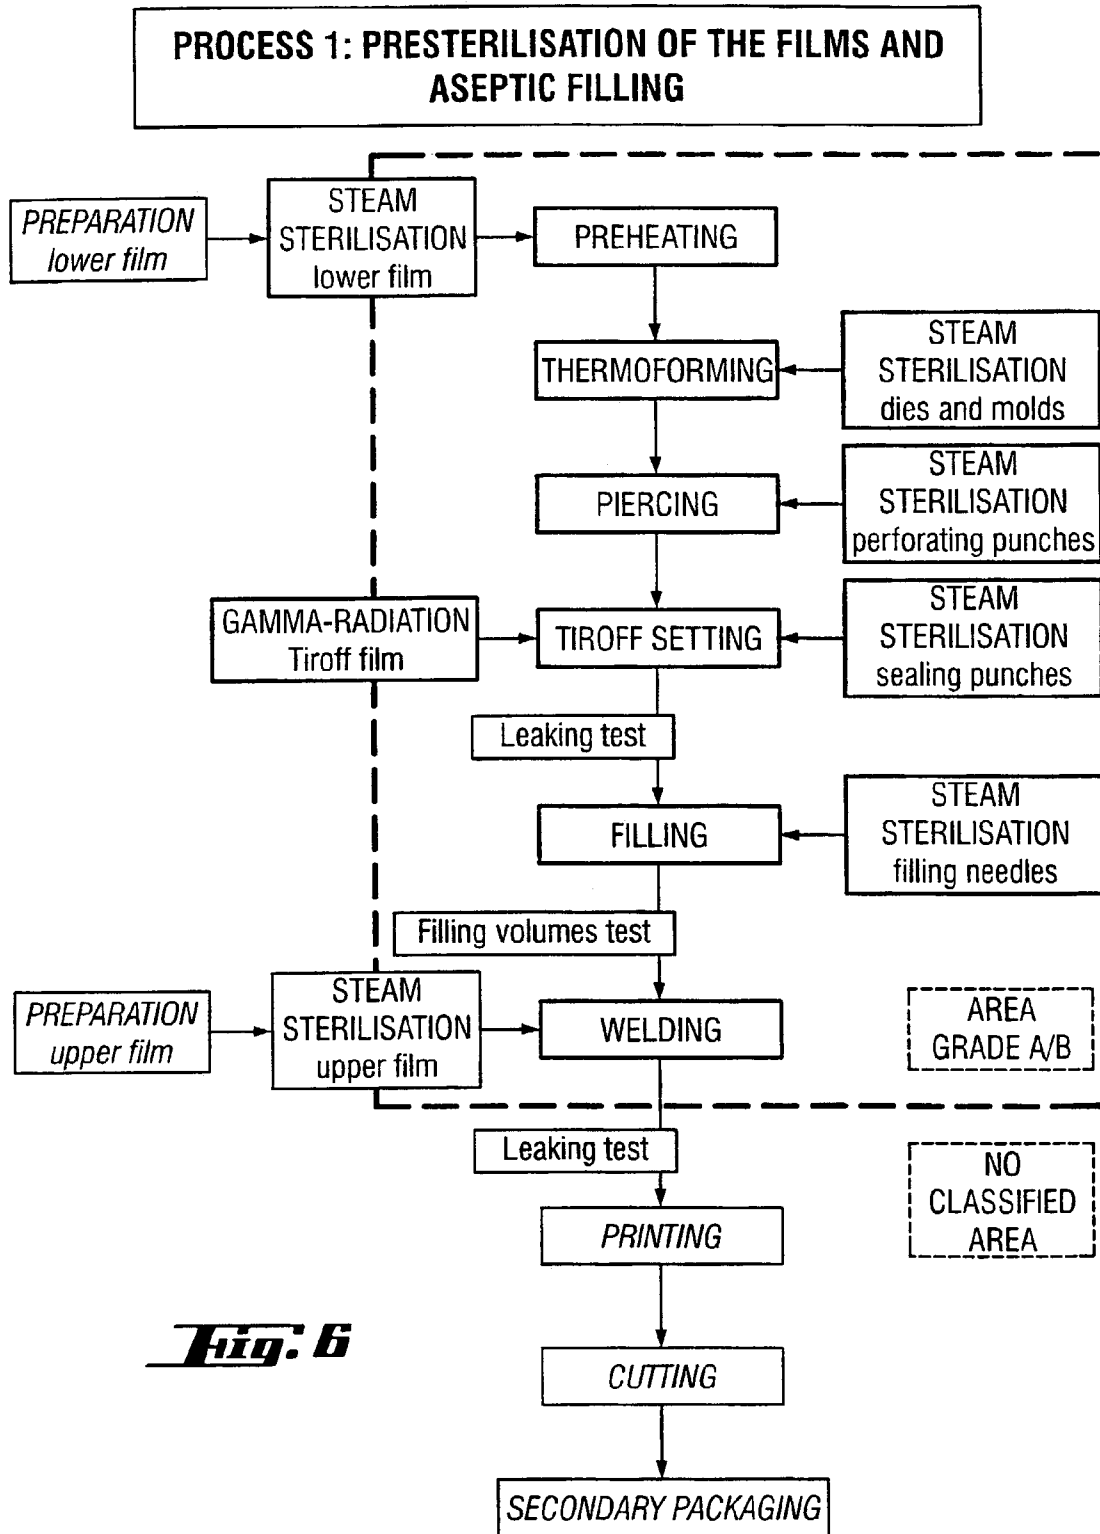 PROCESS 1: PRESTERILISATION OF THE FILMS AND
ASEPTIC FILLING
PREPARATION
lower film
STEAM
STERILISATION
lower film
PREHEATING
THERMOFORMING
STEAM
STERILISATION
dies and molds
PIERCING
STEAM
STERILISATION
perforating punches
GAMMA-RADIATION
Tiroff film
TIROFF SETTING
STEAM
STERILISATION
sealing punches
Leaking test
FILLING
STEAM
STERILISATION
filling needles
Filling volumes test
PREPARATION
upper film
STEAM
STERILISATION
upper film
WELDING
AREA
GRADE A/B
Leaking test
NO
CLASSIFIED
AREA
PRINTING
Fig. 6
CUTTING
SECONDARY PACKAGING